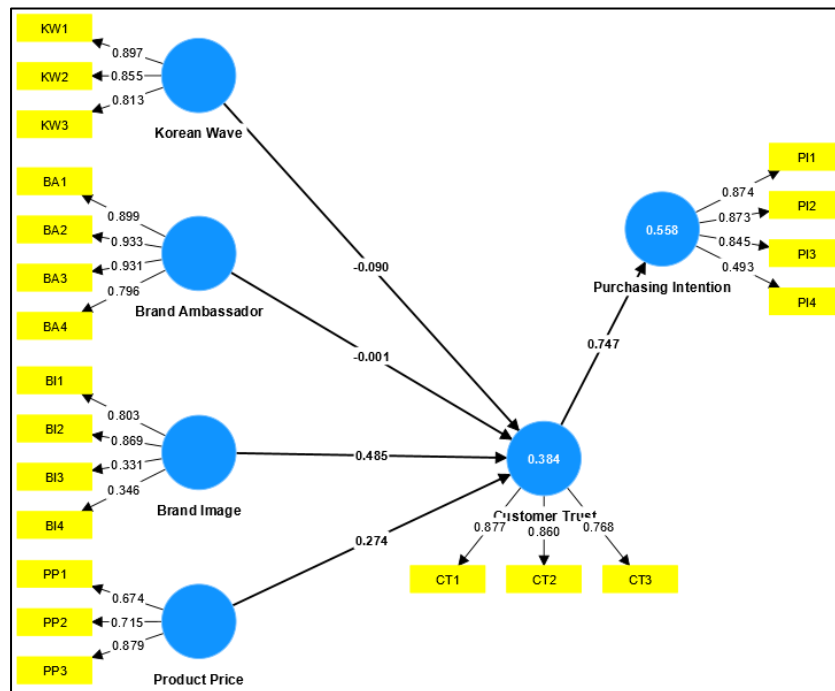 KW1
0.897
KW2
0.855
KW3
0.813
Korean Wave
BA1
0.899
BA2
0.933
BA3
0.931
BA4
0.796
Brand Ambassador
BI1
0.803
BI2
0.869
BI3
0.331
BI4
0.346
Brand Image
PP1
0.674
PP2
0.715
PP3
0.879
Product Price
-0.090
-0.001
0.485
0.274
0.384
Customer Trust
0.877
0.860
0.768
CT1
CT2
CT3
0.747
0.558
Purchasing Intention
PI1
0.874
PI2
0.873
PI3
0.845
PI4
0.493